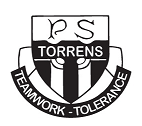 PS
TORRENS
TEAMWORK - TOLERANCE